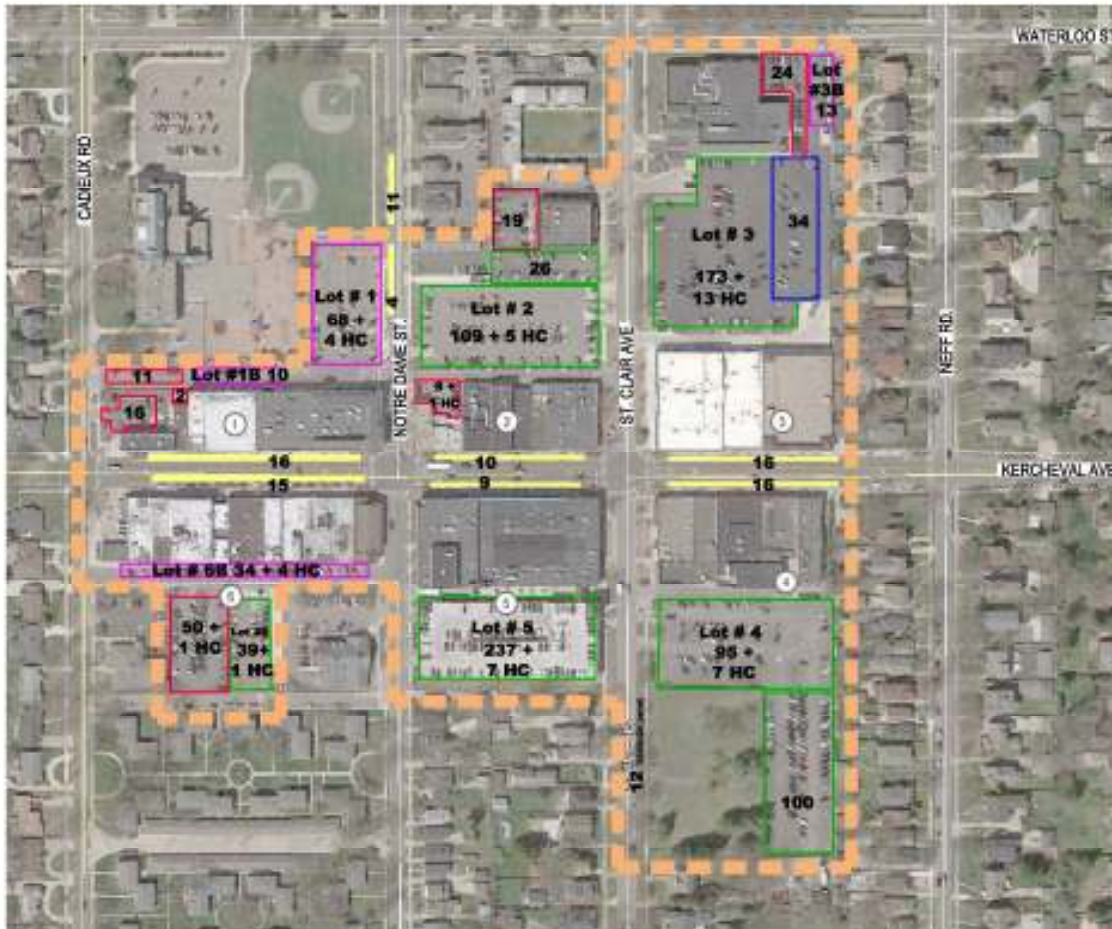 WATERLOO ST
24
Lot
#3B
13
CADIEUX RD
11
19
34
Lot # 3
26
173 +
13 HC
Lot # 1
68 +
4 HC
4
Lot # 2
109 + 5 HC
NOTRE DAME ST.
ST. CLAIR AVE
NEFF RD.
11
Lot #1B 10
2
16
1 HC
1
16
10
16
KERCHEVAL AVE
15
9
16
Lot # 6B 34 + 4 HC
6
5
4
50 +
1 HC
39+
1 HC
Lot # 5
237 +
7 HC
Lot # 4
95 +
7 HC
12
100